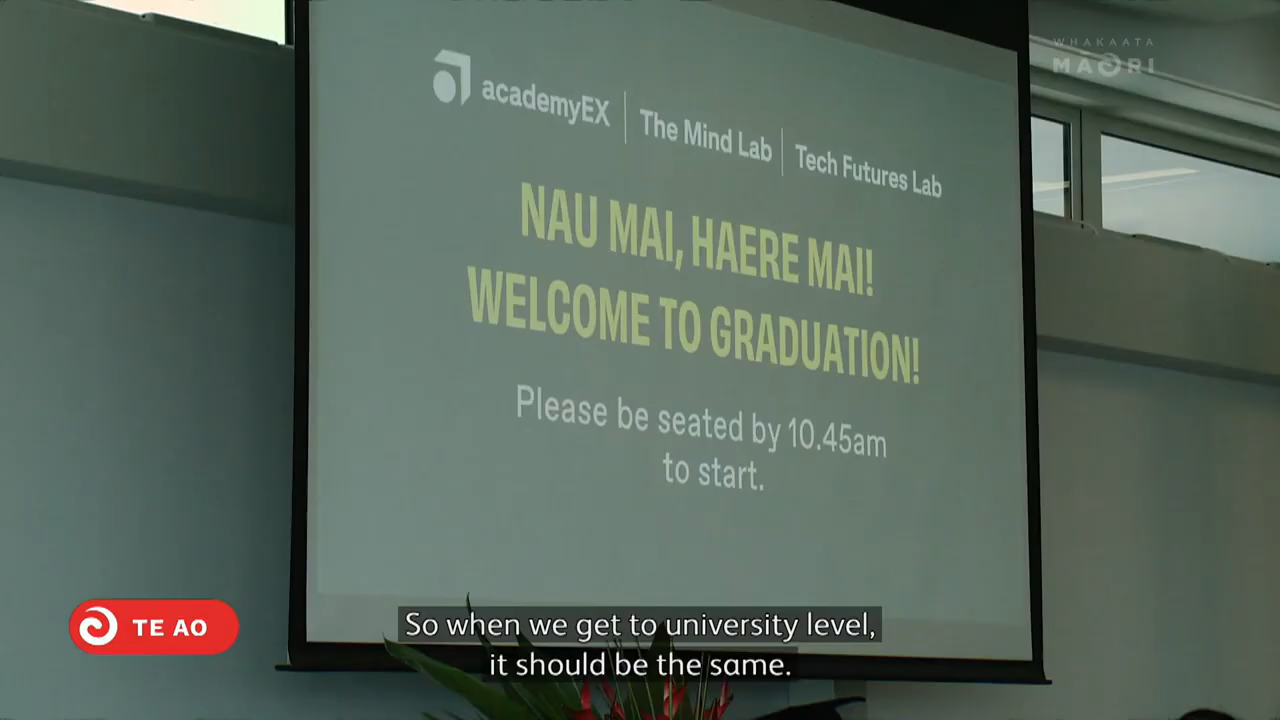 WHAKAATA
MĀORI
academyEX | The Mind Lab | Tech Futures Lab
NAU MAI, HAERE MAI!
WELCOME TO GRADUATION!
Please be seated by 10.45am
to start.
TE AO
So when we get to university level,
it should be the same.